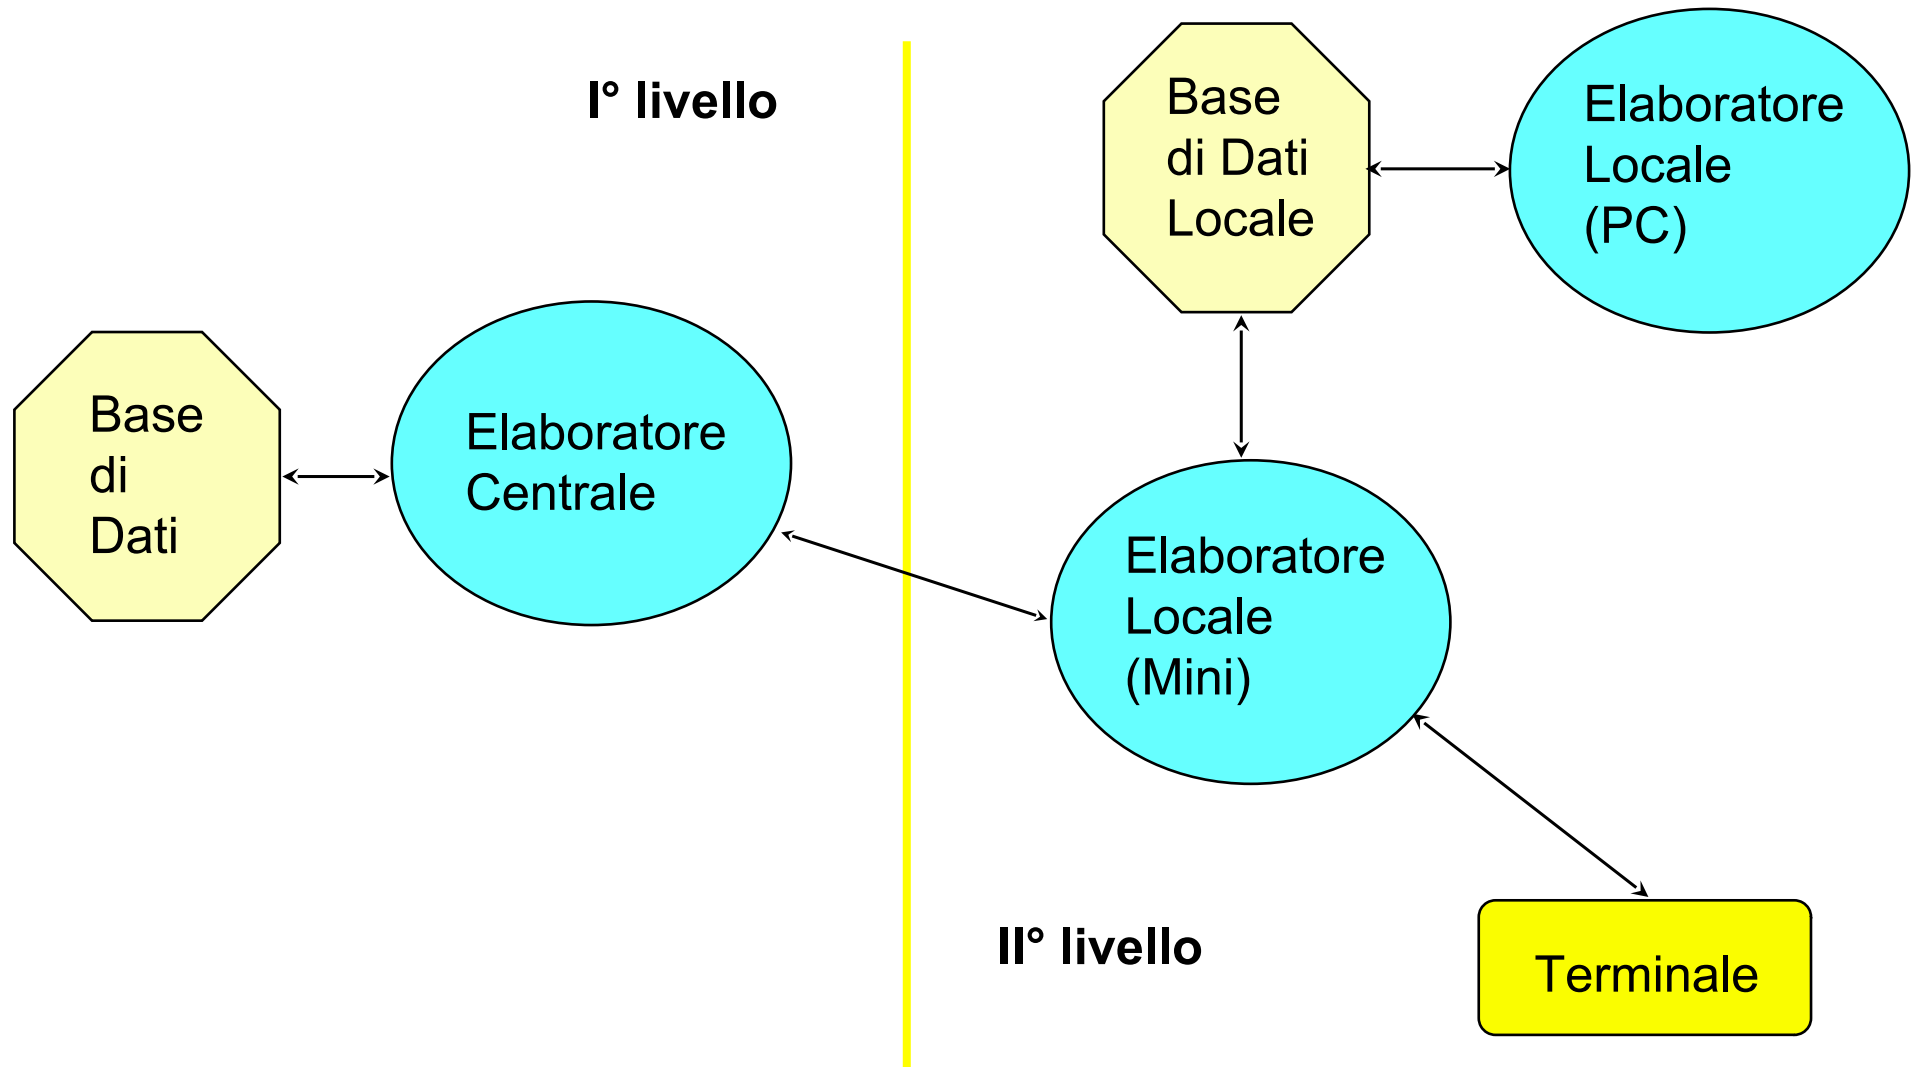 I° livello
Base
di
Dati
Elaboratore
Centrale
Base
di Dati
Locale
Elaboratore
Locale
(PC)
Elaboratore
Locale
(Mini)
II° livello
Terminale